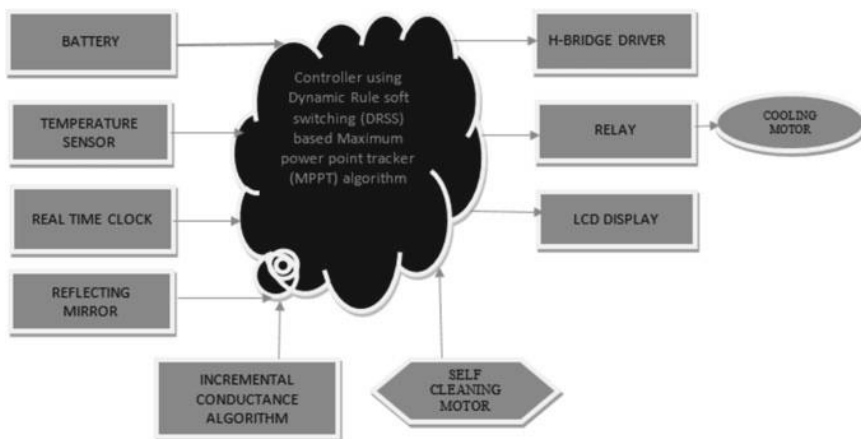 BATTERY
TEMPERATURE
SENSOR
REAL TIME CLOCK
REFLECTING
MIRROR
Controller using
Dynamic Rule soft
switching (DRSS)
based Maximum
power point tracker
(MPPT) algorithm
H-BRIDGE DRIVER
RELAY
COOLING
MOTOR
LCD DISPLAY
INCREMENTAL
CONDUCTANCE
ALGORITHM
SELF
CLEANING
MOTOR